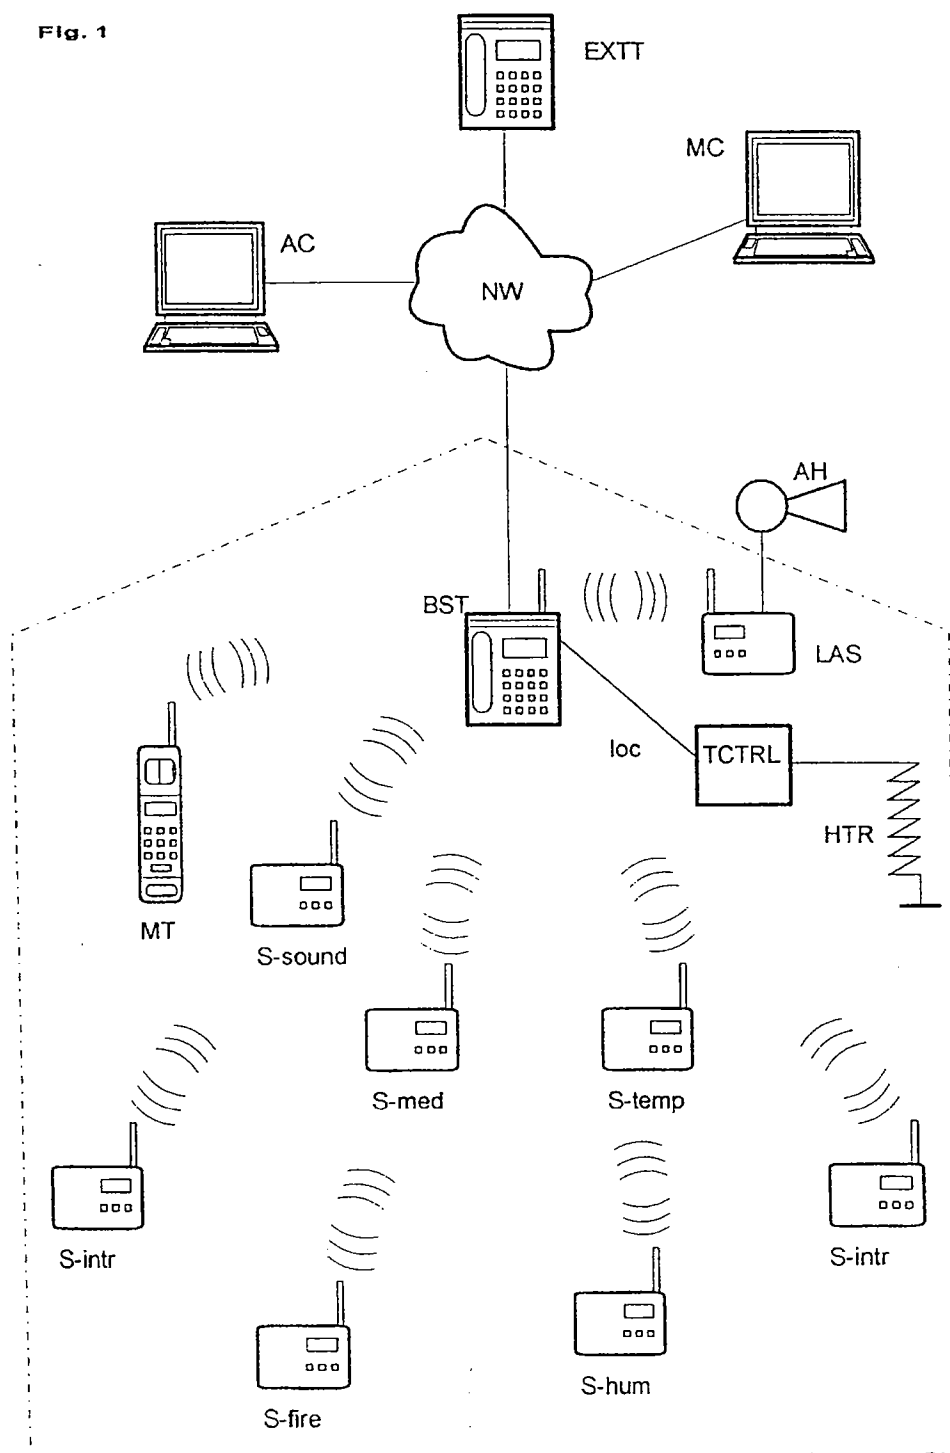 Fig. 1
EXTT
MC
AC
NW
AH
BST
LAS
loc
TCTRL
HTR
MT
S-sound
S-med
S-temp
S-intr
S-intr
S-hum
S-fire